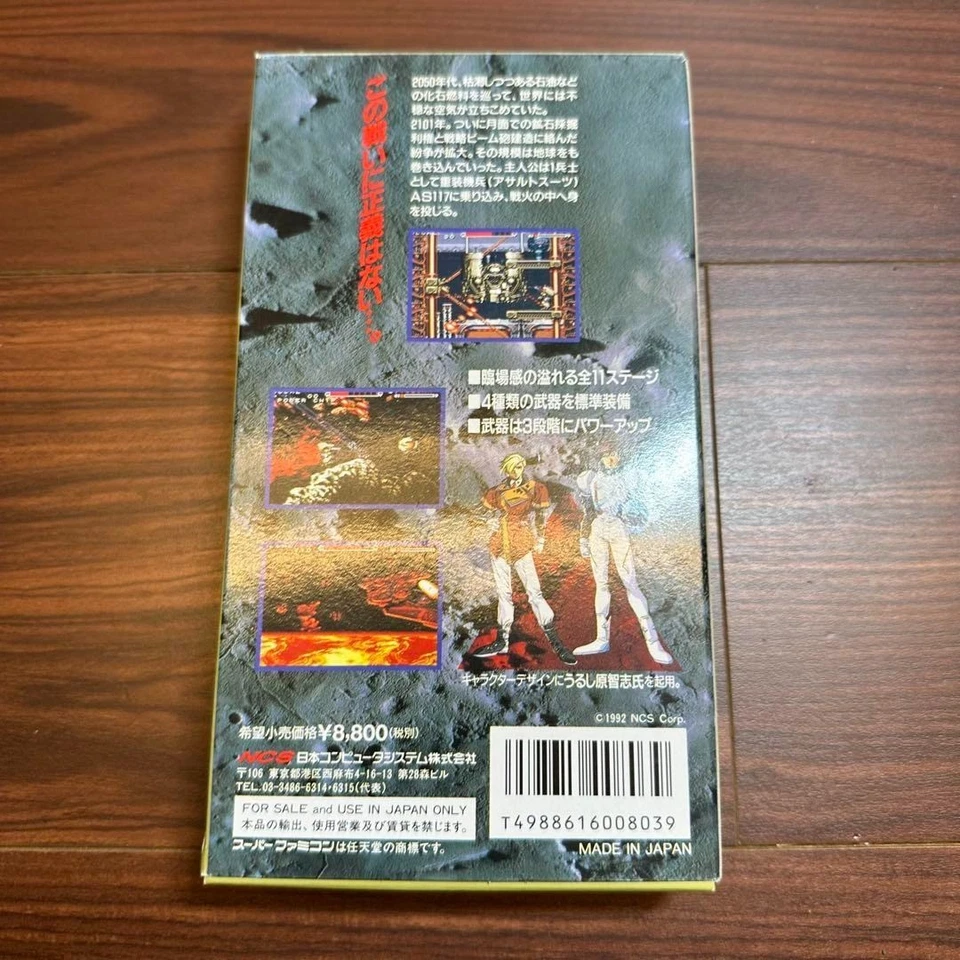 この戦いに正義はない…。
2050年代、枯渇しつつある石油など
の化石燃料を巡って、世界には不
穏な空気が立ちこめていた。
2101年。ついに月面での鉱石採掘
利権と戦略ビーム砲建造に絡んだ
紛争が拡大。その規模は地球をも
巻き込んでいった。主人公は1兵士
として重装機兵(アサルトスーツ)
AS117に乗り込み、戦火の中へ身
を投じる。
■臨場感の溢れる全11ステージ
■4種類の武器を標準装備
■武器は3段階にパワーアップ
POWER CHIP
キャラクターデザインにうるし原智志氏を起用。
©1992 NCS Corp.
希望小売価格¥8,800(税別)
NCS 日本コンピュータシステム株式会社
〒106 東京都港区西麻布4-16-13 第28森ビル
TEL.03-3486-6314・6315(代表)
FOR SALE and USE IN JAPAN ONLY
本品の輸出、使用営業及び賃貸を禁じます。
スーパーファミコンは任天堂の商標です。
T4988616008039
MADE IN JAPAN